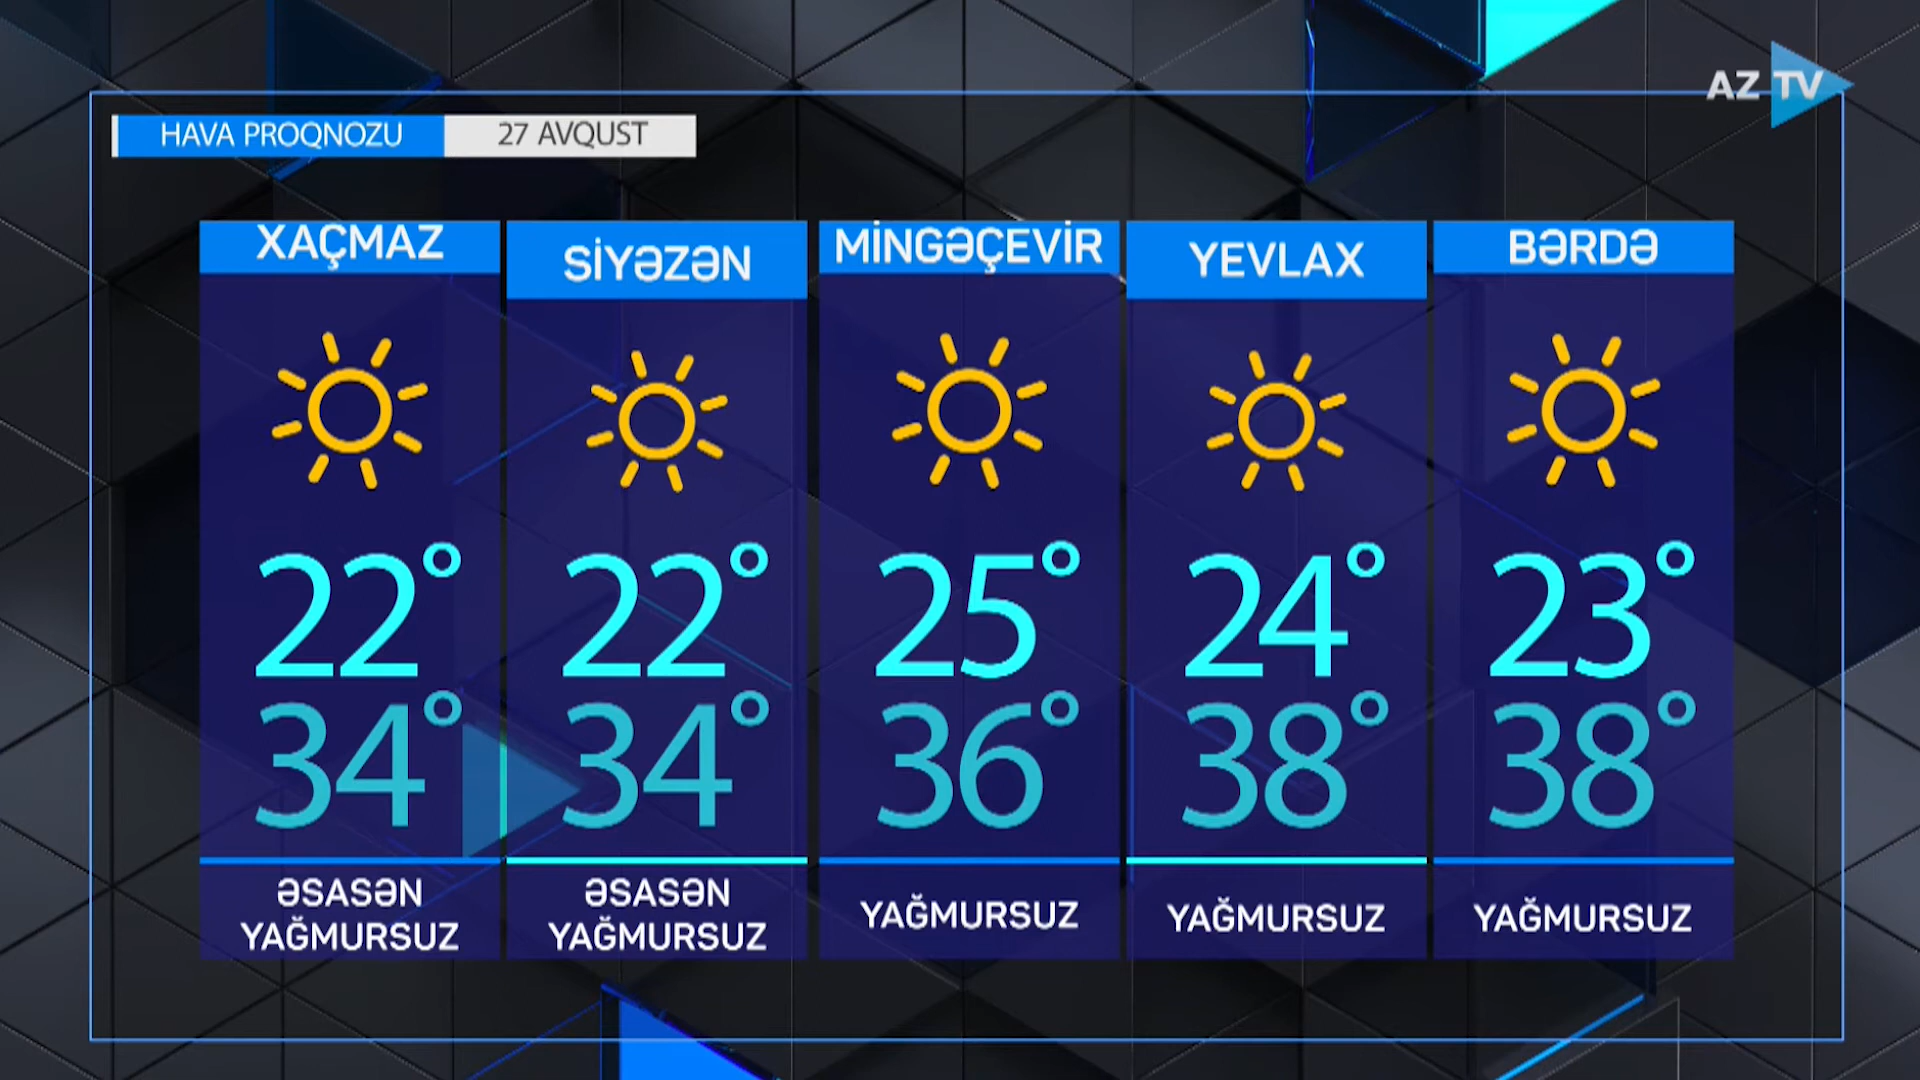 AZ TV
HAVA PROQNOZU
27 AVQUST
XAÇMAZ
22°
34°
ƏSASƏN
YAĞMURSUZ
SİYƏZƏN
22°
34°
ƏSASƏN
YAĞMURSUZ
MİNGƏÇEVİR
25°
36°
YAĞMURSUZ
YEVLAX
24°
38°
YAĞMURSUZ
BƏRDƏ
23°
38°
YAĞMURSUZ